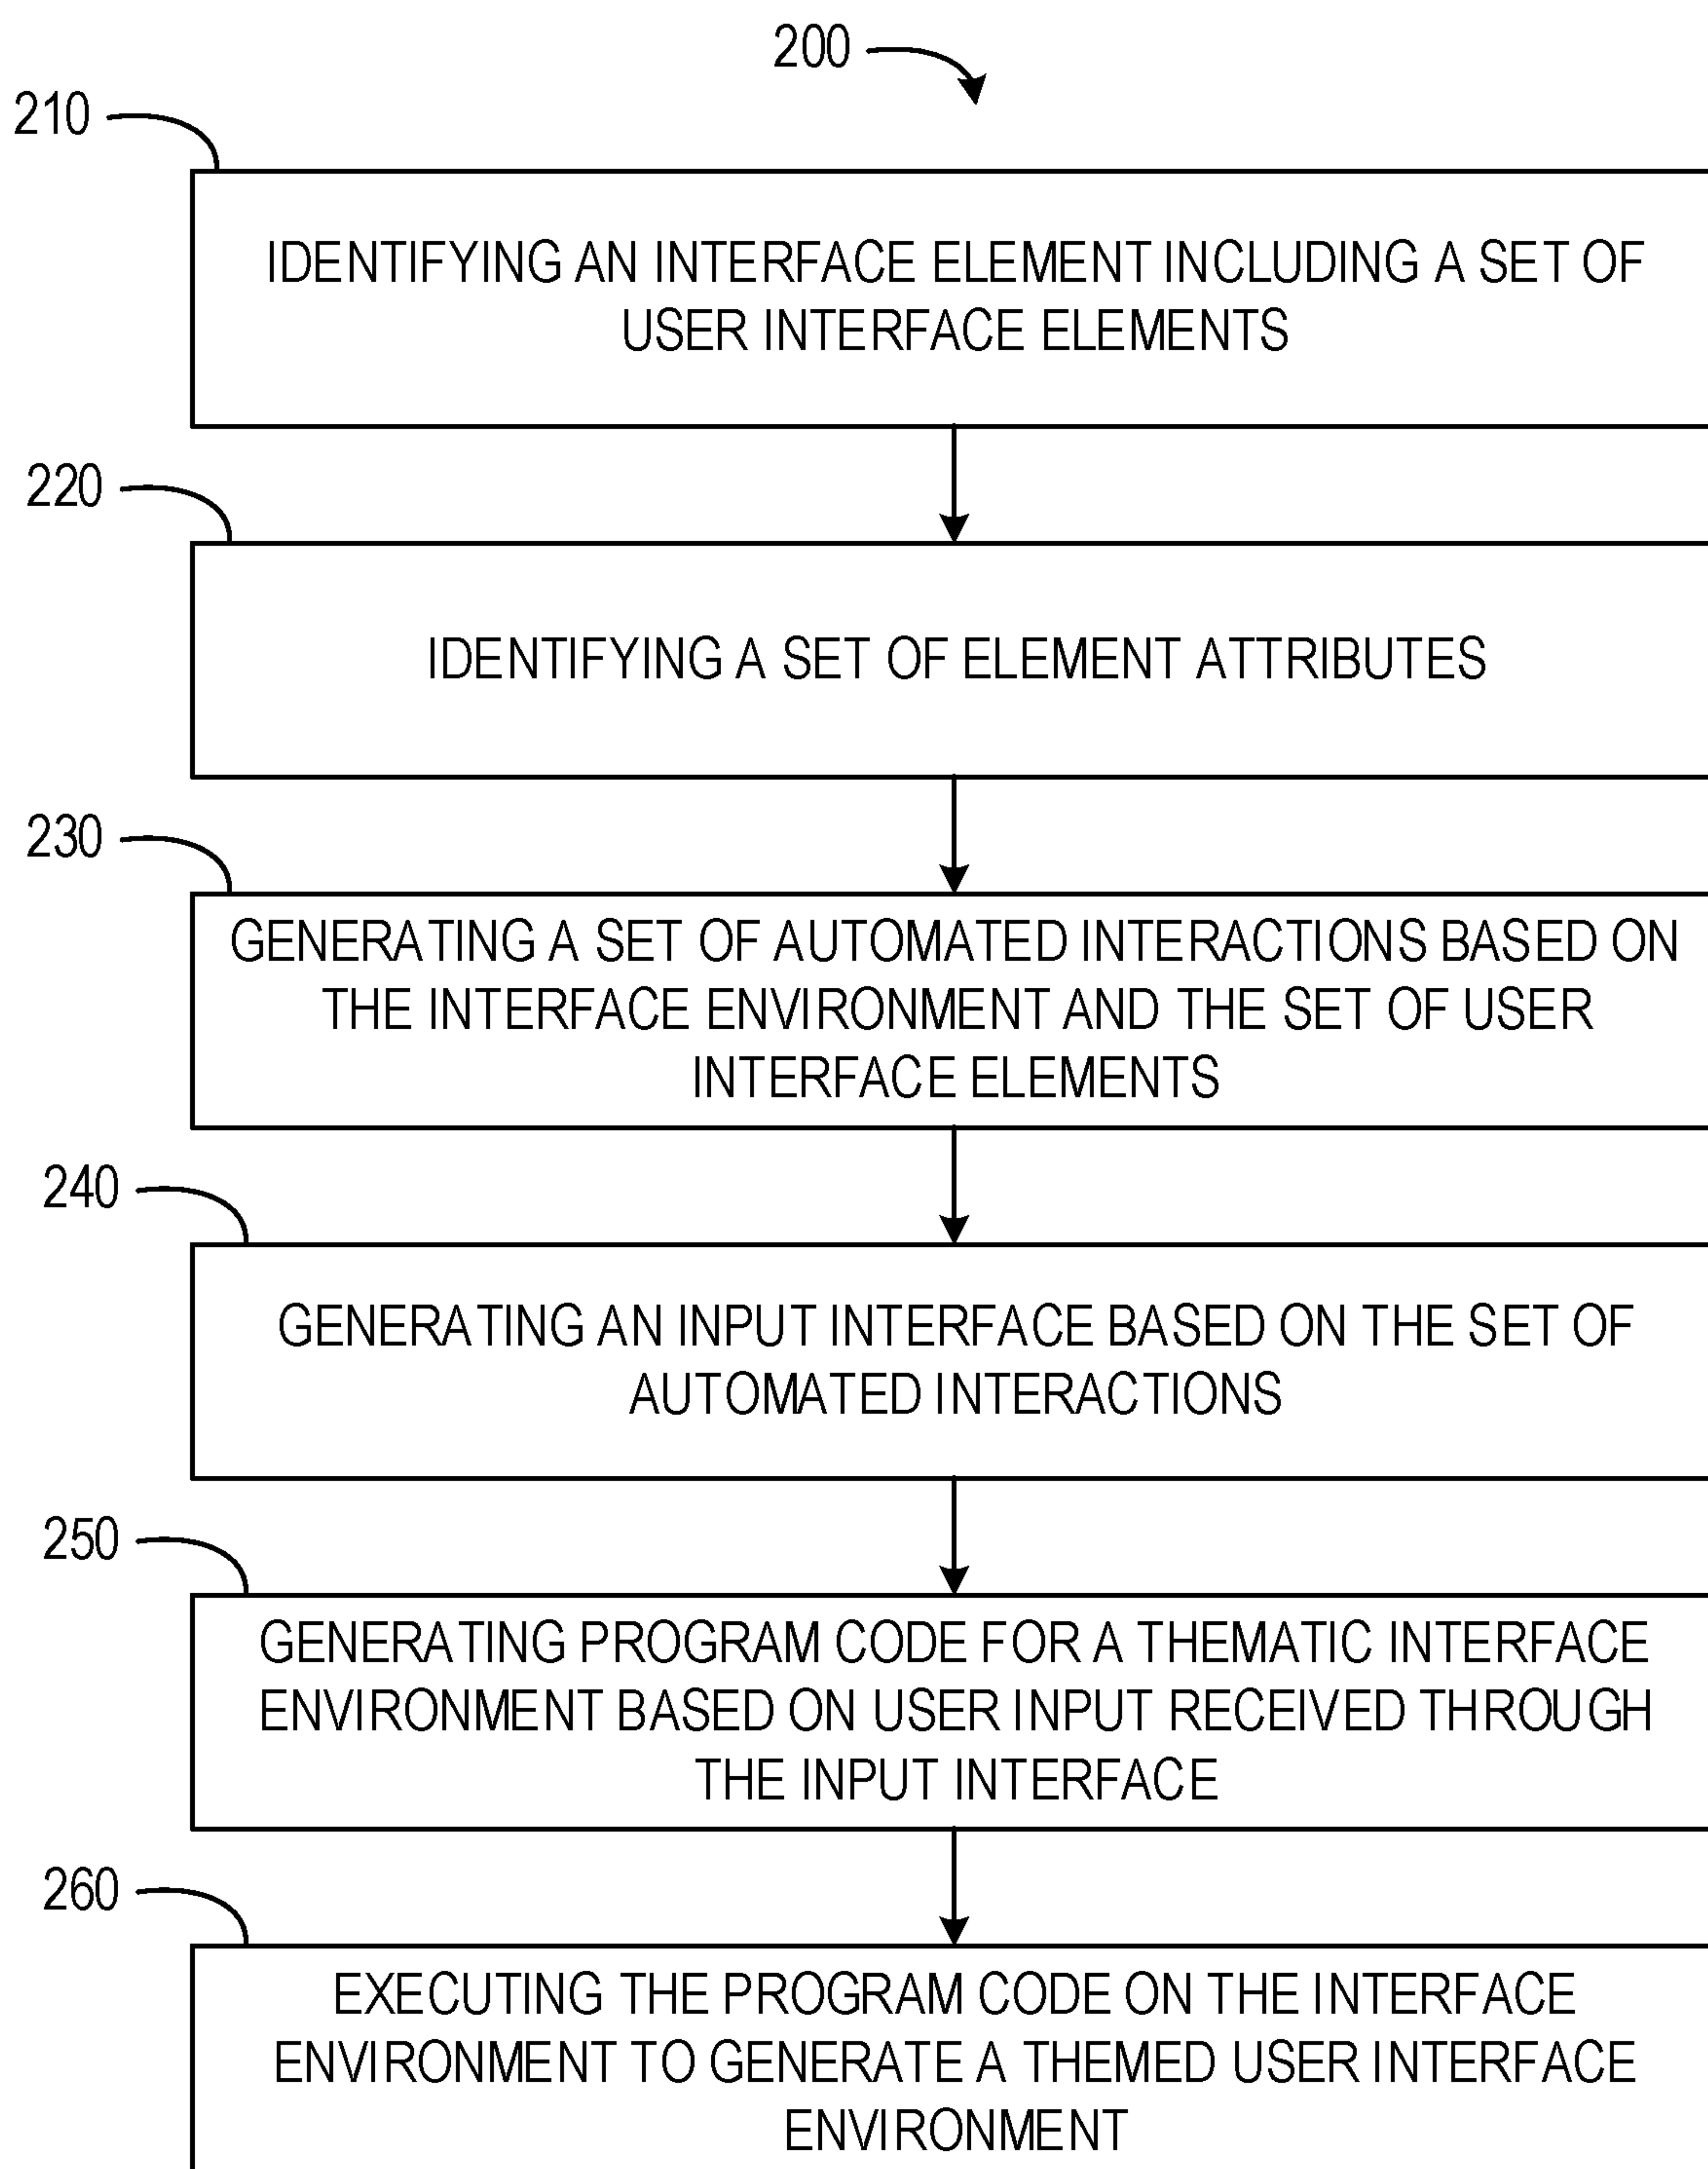 200
210
IDENTIFYING AN INTERFACE ELEMENT INCLUDING A SET OF
USER INTERFACE ELEMENTS
220
IDENTIFYING A SET OF ELEMENT ATTRIBUTES
230
GENERATING A SET OF AUTOMATED INTERACTIONS BASED ON
THE INTERFACE ENVIRONMENT AND THE SET OF USER
INTERFACE ELEMENTS
240
GENERATING AN INPUT INTERFACE BASED ON THE SET OF
AUTOMATED INTERACTIONS
250
GENERATING PROGRAM CODE FOR A THEMATIC INTERFACE
ENVIRONMENT BASED ON USER INPUT RECEIVED THROUGH
THE INPUT INTERFACE
260
EXECUTING THE PROGRAM CODE ON THE INTERFACE
ENVIRONMENT TO GENERATE A THEMED USER INTERFACE
ENVIRONMENT